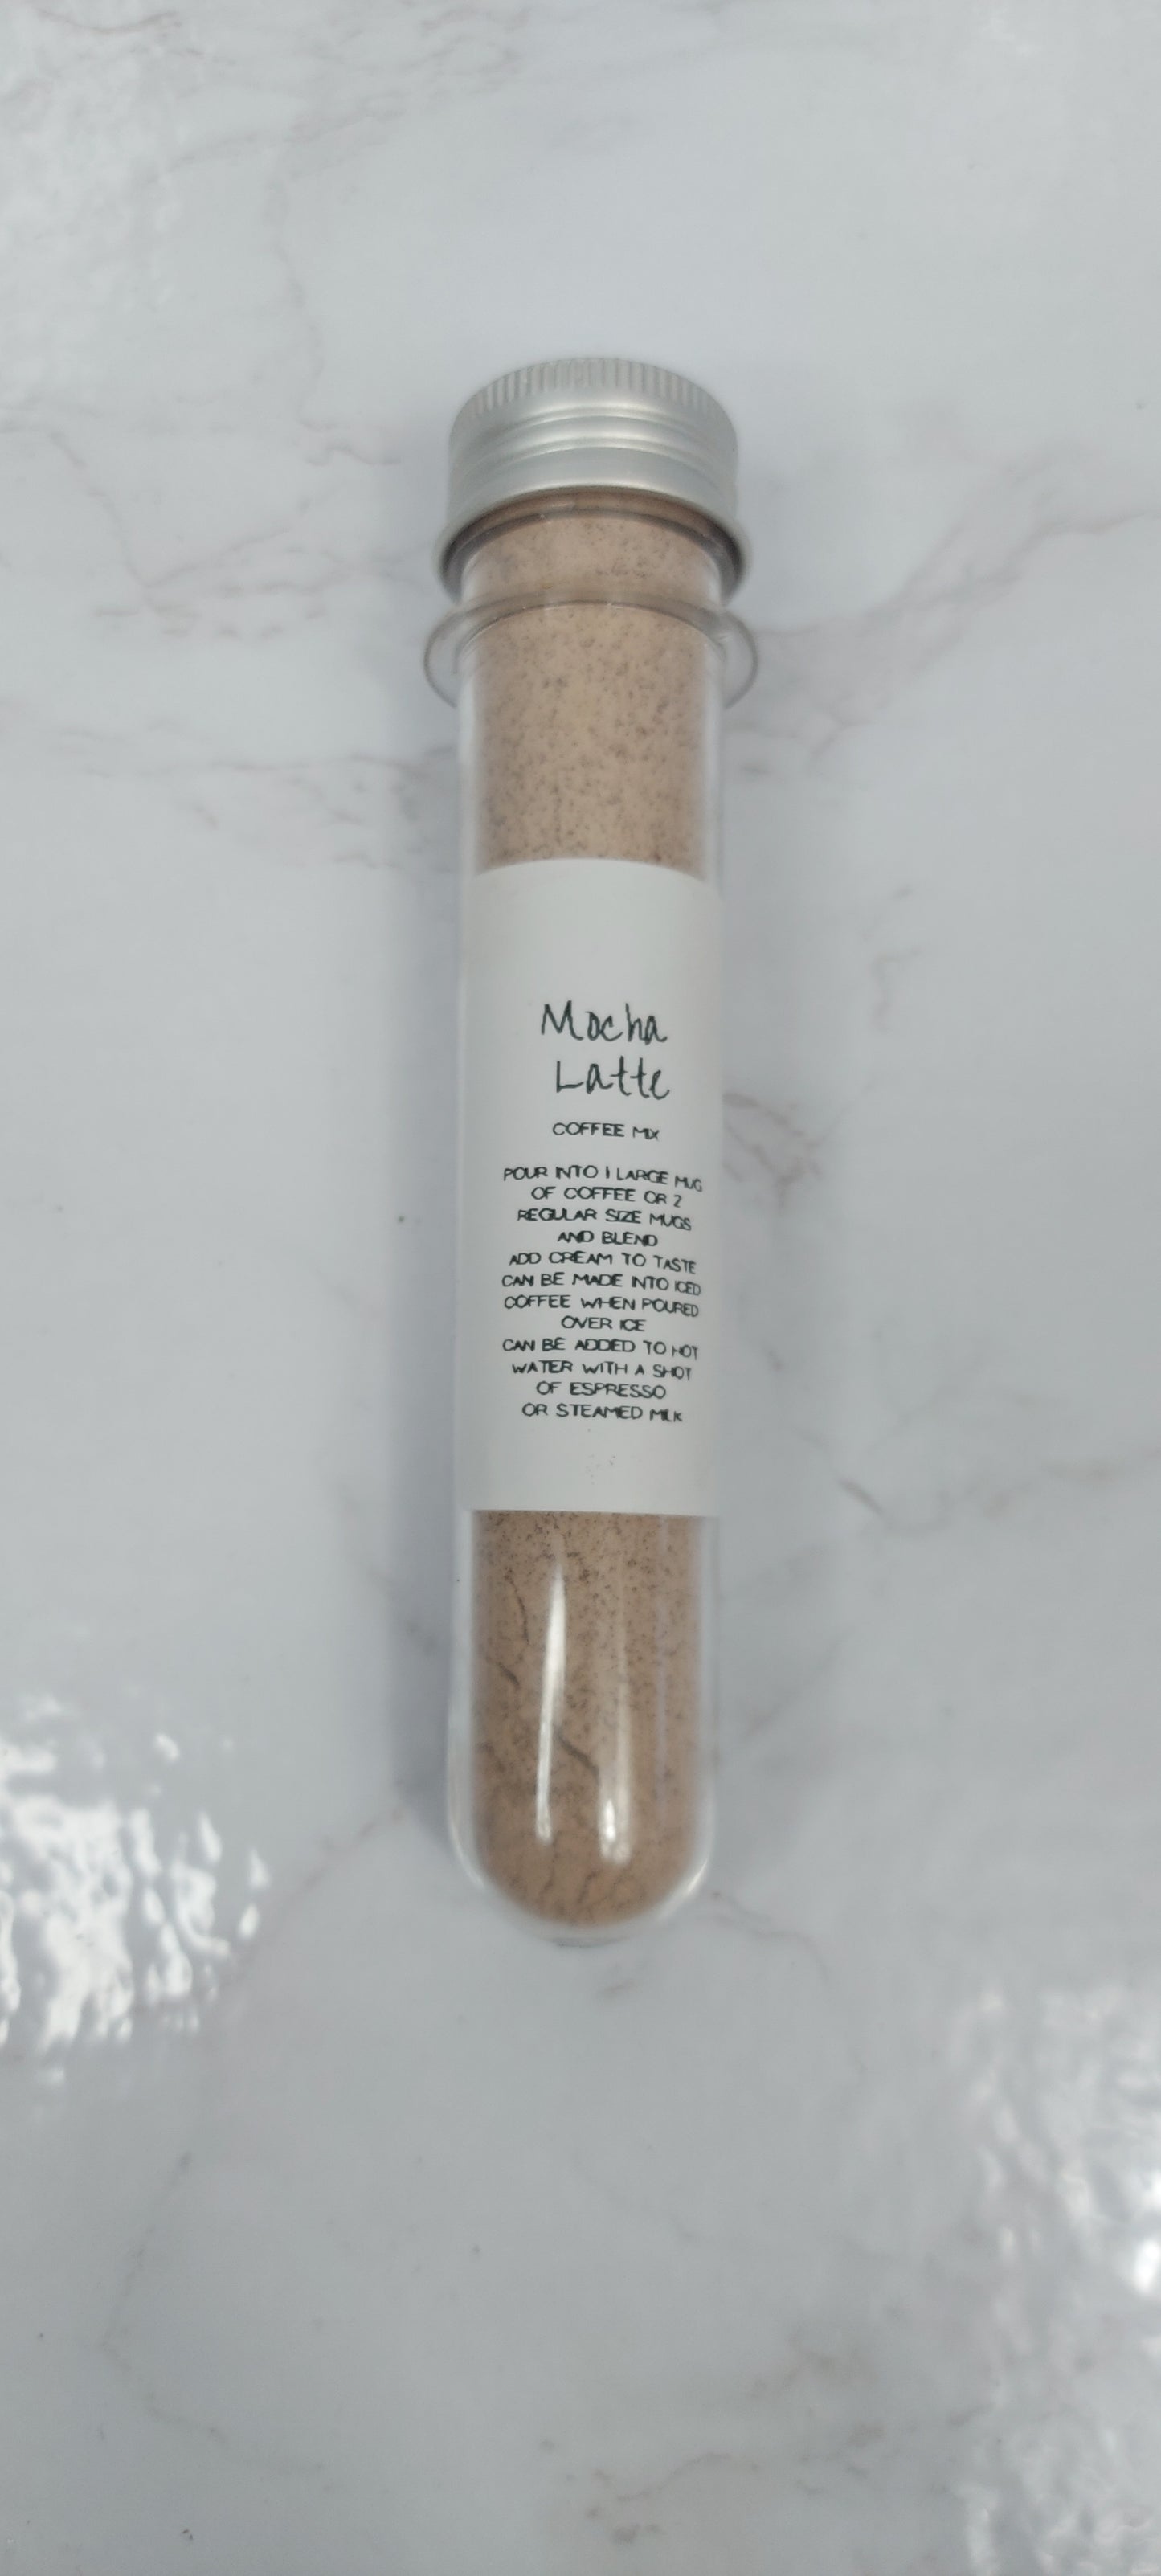 Mocha
Latte
COFFEE MIX
POUR INTO 1 LARGE MUG
OF COFFEE OR 2
REGULAR SIZE MUGS
AND BLEND
ADD CREAM TO TASTE
CAN BE MADE INTO ICED
COFFEE WHEN POURED
OVER ICE
CAN BE ADDED TO HOT
WATER WITH A SHOT
OF ESPRESSO
OR STEAMED MILK